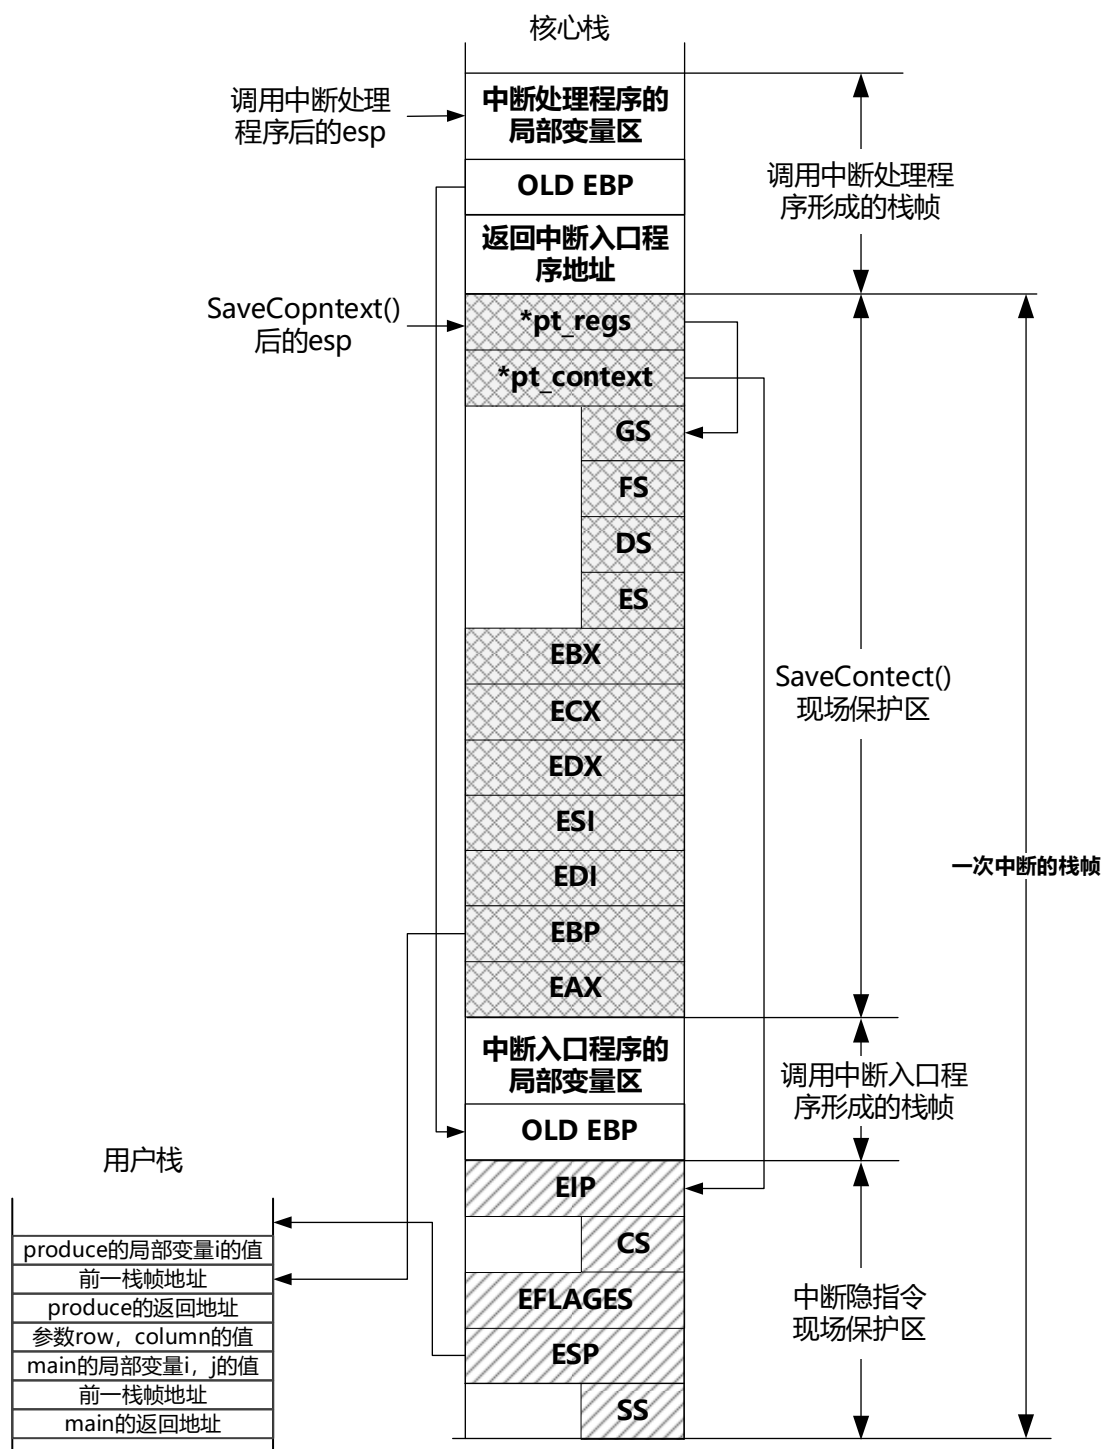 核心栈
调用中断处理
程序后的esp
中断处理程序的
局部变量区
OLD EBP
返回中断入口程
序地址
调用中断处理程
序形成的栈帧
SaveCopntext()
后的esp
*pt_regs
*pt_context
GS
FS
DS
ES
EBX
ECX
EDX
ESI
EDI
EBP
EAX
SaveContect()
现场保护区
一次中断的栈帧
中断入口程序的
局部变量区
OLD EBP
调用中断入口程
序形成的栈帧
EIP
CS
EFLAGES
ESP
SS
中断隐指令
现场保护区
用户栈
produce的局部变量i的值
前一栈帧地址
produce的返回地址
参数row，column的值
main的局部变量i，j的值
前一栈帧地址
main的返回地址